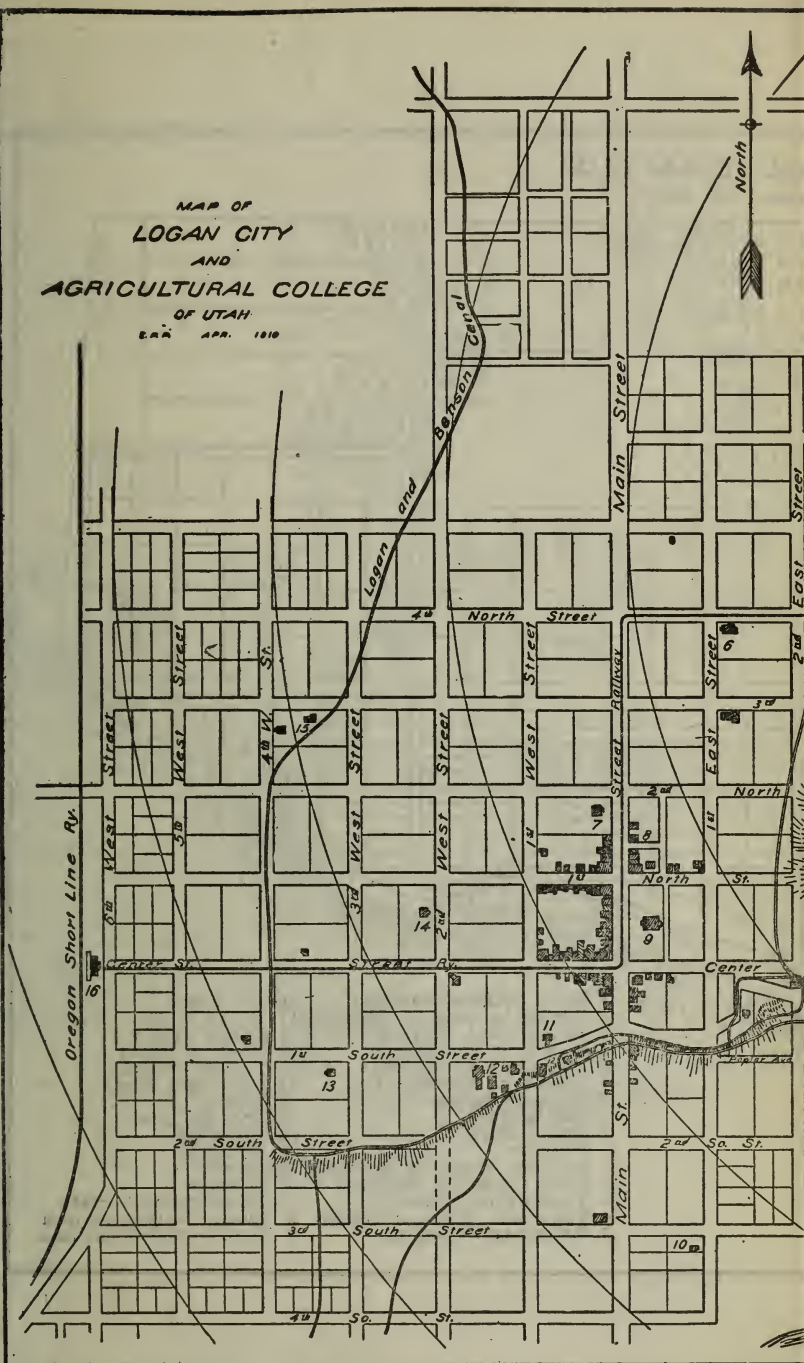 MAP OF
LOGAN CITY
AND
AGRICULTURAL COLLEGE
OF UTAH
APR. 1910
North
Logan and Benson Canal
Main Street
East Street
4th North Street
Street
West
Street
St.
4th W.
Street
West
Street
West
Street
West
Street Railway
Street
East
2nd
6
3rd
15
2nd North
7
8
5th
6th
West
3rd
2nd
1st
1st
1st North St.
14
9
Oregon Short Line Ry.
16
Center St. Street Ry.
Center
11
1st South Street
12
13
Poplar Ave
St.
2nd South Street
2nd So. St.
Main
3rd South Street
10
4th So. St.